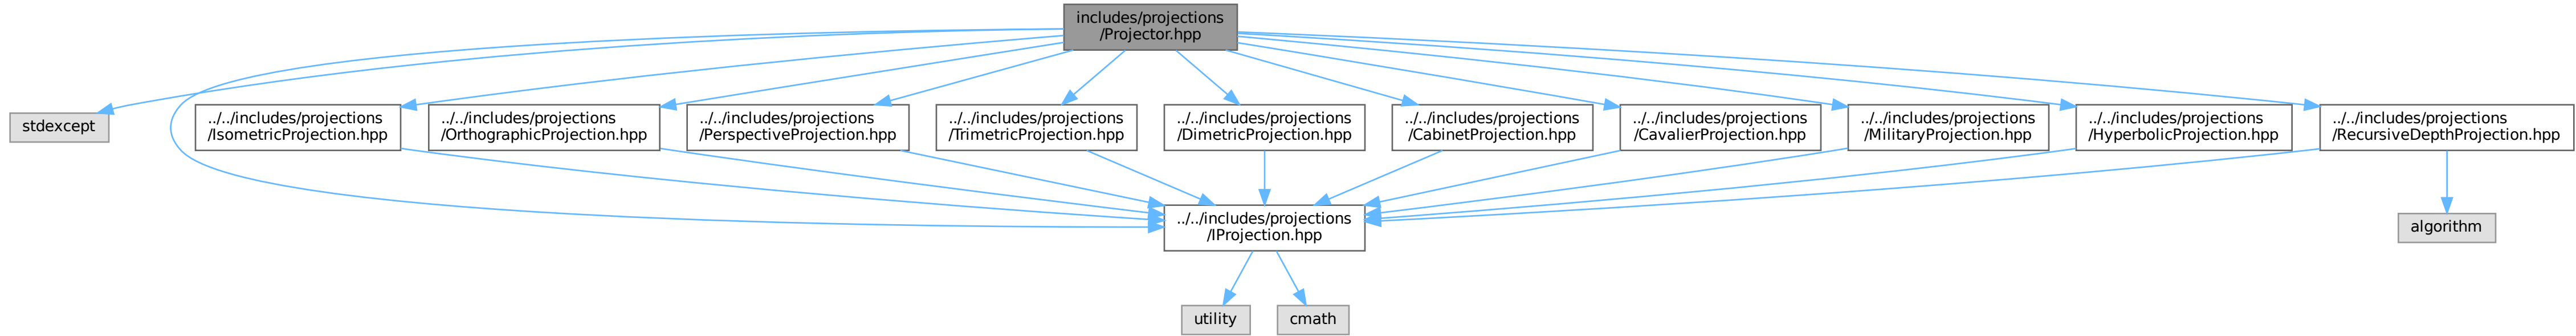 includes/projections
/Projector.hpp
stdexcept
../../includes/projections
/IsometricProjection.hpp
../../includes/projections
/OrthographicProjection.hpp
../../includes/projections
/PerspectiveProjection.hpp
../../includes/projections
/TrimetricProjection.hpp
../../includes/projections
/DimetricProjection.hpp
../../includes/projections
/CabinetProjection.hpp
../../includes/projections
/CavalierProjection.hpp
../../includes/projections
/MilitaryProjection.hpp
../../includes/projections
/HyperbolicProjection.hpp
../../includes/projections
/RecursiveDepthProjection.hpp
../../includes/projections
/IProjection.hpp
algorithm
utility
cmath